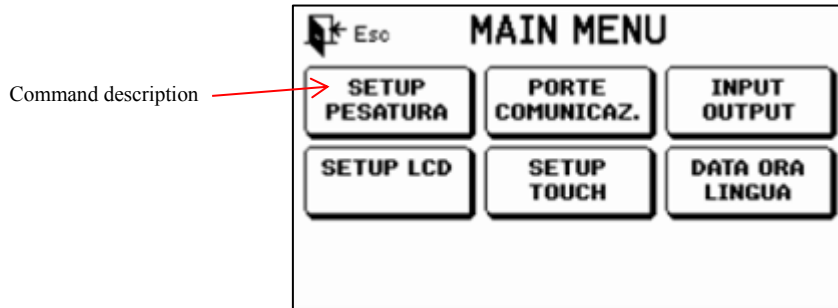 Esc MAIN MENU
Command description
SETUP
PESATURA
PORTE
COMUNICAZ.
INPUT
OUTPUT
SETUP LCD
SETUP
TOUCH
DATA ORA
LINGUA